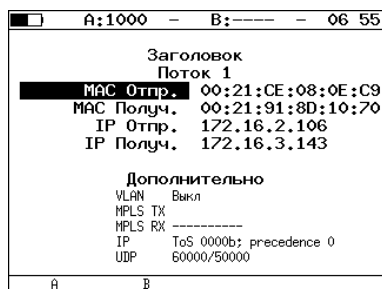 A:1000 – B:---- – 06 55
Заголовок
Поток 1
MAC Отпр. 00:21:CE:08:0E:C9
MAC Получ. 00:21:91:8D:10:70
IP Отпр. 172.16.2.106
IP Получ. 172.16.3.143
Дополнительно
VLAN Выкл
MPLS TX
MPLS RX ----------
IP ToS 0000b; precedence 0
UDP 60000/50000
A B